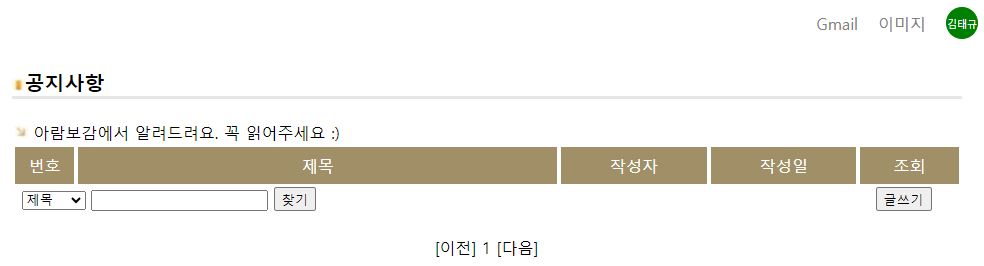 Gmail 이미지 김태규
공지사항
아람보감에서 알려드려요. 꼭 읽어주세요 :)
번호 제목 작성자 작성일 조회
제목 찾기 글쓰기
[이전] 1 [다음]